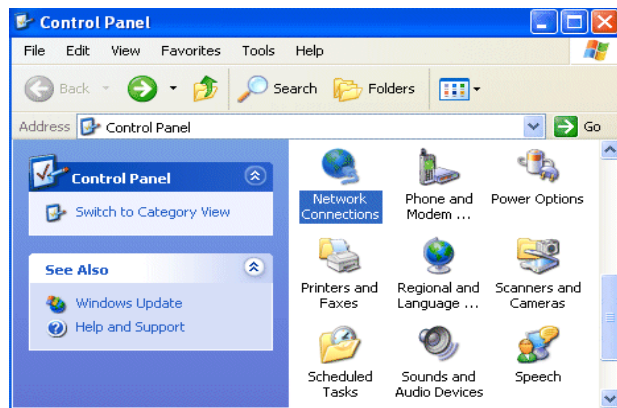 Control Panel
File Edit View Favorites Tools Help
Back Search Folders
Address Control Panel Go
Control Panel
Switch to Category View
See Also
Windows Update
Help and Support
Network
Connections
Phone and
Modem ...
Power Options
Printers and
Faxes
Regional and
Language ...
Scanners and
Cameras
Scheduled
Tasks
Sounds and
Audio Devices
Speech